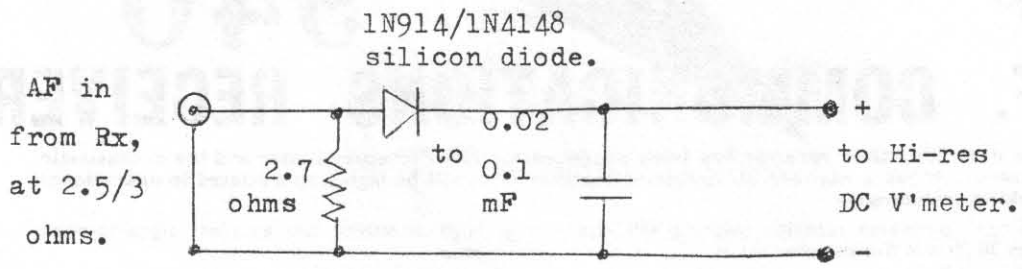 1N914/1N4148
silicon diode.
AF in
from Rx,
at 2.5/3
ohms.
2.7
ohms
0.02
to
0.1
mF
+
to Hi-res
DC V'meter.
-